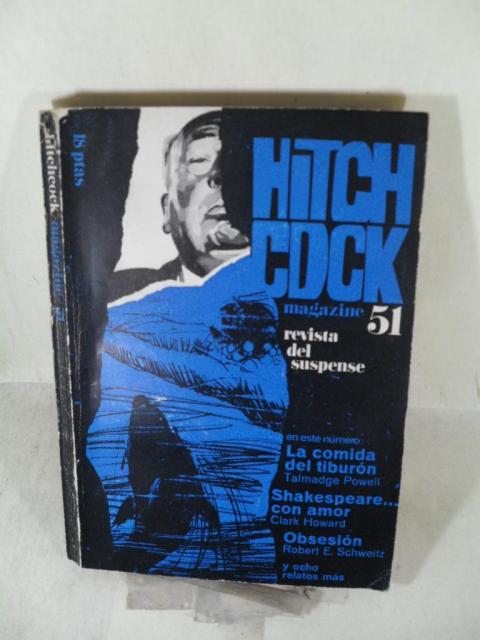 hitchcock magazine 51
18 ptas
HiTCH
COCK
magazine 51
revista
del
suspense
en este número:
La comida
del tiburón
Talmadge Powell
Shakespeare...
con amor
Clark Howard
Obsesión
Robert E. Schweitz
y ocho
relatos más